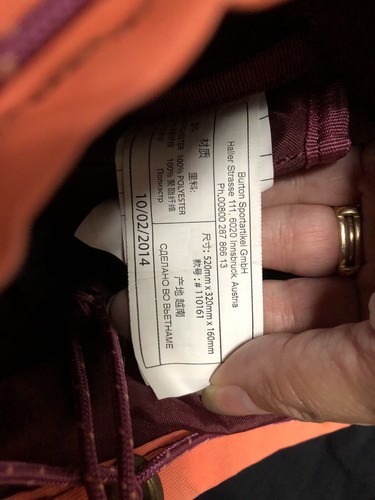 Burton Sportartikel GmbH
Haller Strasse 111, 6020 Innsbruck, Austria
Ph.00800 287 866 13
材质
里料:
100% POLYESTER
100% 聚酯纤维
Полиэстр
尺寸: 520mm x 320mm x 160mm
款号: # 110161
产地 越南
СДЕЛАНО ВО ВЬЕТНАМЕ
10/02/2014